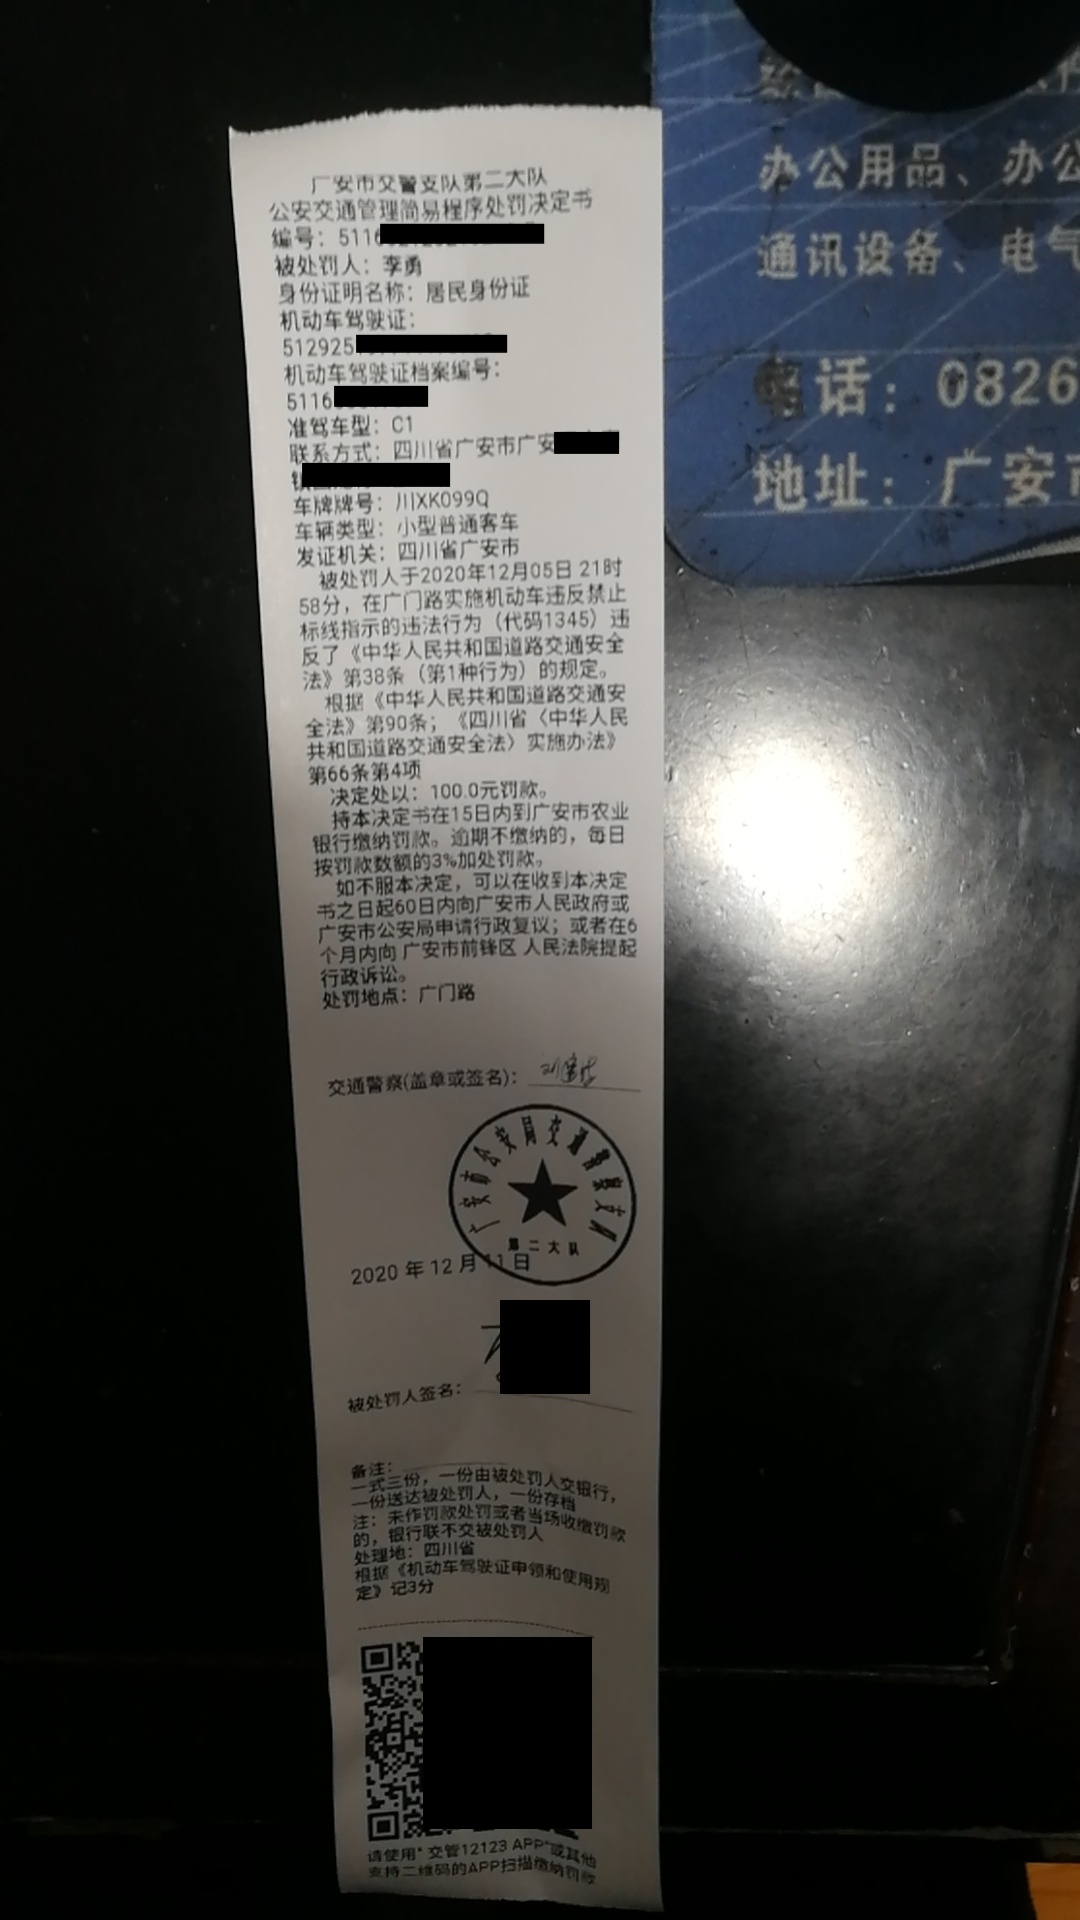 广安市交警支队第二大队
公安交通管理简易程序处罚决定书
编号：5116
被处罚人：李勇
身份证明名称：居民身份证
机动车驾驶证：
512925
机动车驾驶证档案编号：
5116
准驾车型：C1
联系方式：四川省广安市广安
镇
车牌牌号：川XK099Q
车辆类型：小型普通客车
发证机关：四川省广安市
被处罚人于2020年12月05日 21时
58分，在广门路实施机动车违反禁止
标线指示的违法行为（代码1345）违
反了《中华人民共和国道路交通安全
法》第38条（第1种行为）的规定。
根据《中华人民共和国道路交通安
全法》第90条；《四川省〈中华人民
共和国道路交通安全法〉实施办法》
第66条第4项
决定处以：100.0元罚款。
持本决定书在15日内到广安市农业
银行缴纳罚款。逾期不缴纳的，每日
按罚款数额的3%加处罚款。
如不服本决定，可以在收到本决定
书之日起60日内向广安市人民政府或
广安市公安局申请行政复议；或者在6
个月内向 广安市前锋区 人民法院提起
行政诉讼。
处罚地点：广门路
交通警察(盖章或签名)：
广安市公安局交通警察支队
第二大队
2020 年 12 月 11 日
被处罚人签名：
备注：
一式三份，一份由被处罚人交银行，
一份送达被处罚人，一份存档
注：未作罚款处罚或者当场收缴罚款
的，银行联不交被处罚人
处理地：四川省
根据《机动车驾驶证申领和使用规
定》记3分
请使用“交管12123 APP”或其他
支持二维码的APP扫描缴纳罚款
办公用品、办公
通讯设备、电气
电话：0826
地址：广安市